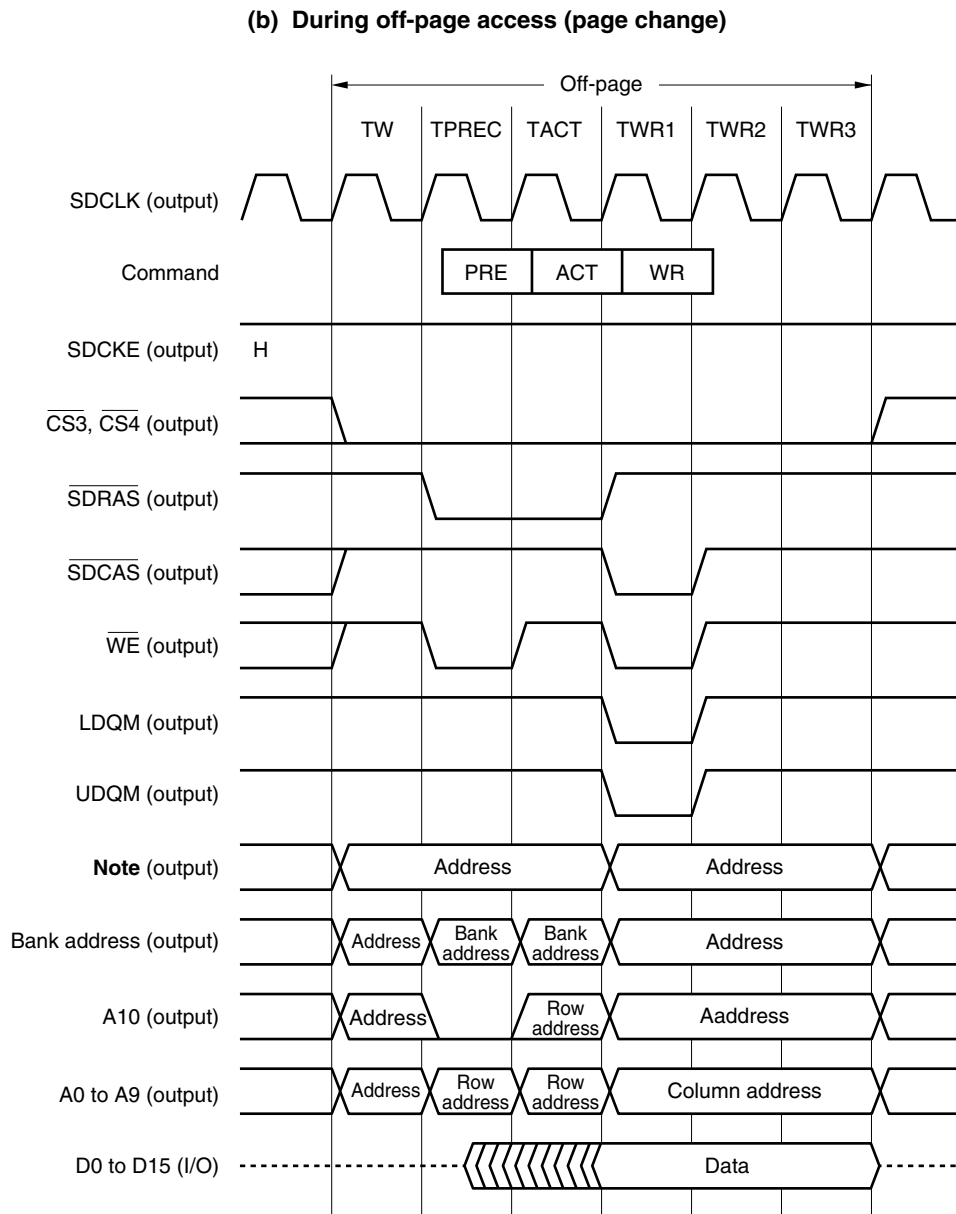 (b) During off-page access (page change)
Off-page
TW TPREC TACT TWR1 TWR2 TWR3
SDCLK (output)
Command PRE ACT WR
SDCKE (output) H
CS3, CS4 (output)
SDRAS (output)
SDCAS (output)
WE (output)
LDQM (output)
UDQM (output)
Note (output) Address Address
Bank address (output) Address Bank address Bank address Address
A10 (output) Address Row address Aaddress
A0 to A9 (output) Address Row address Row address Column address
D0 to D15 (I/O) Data